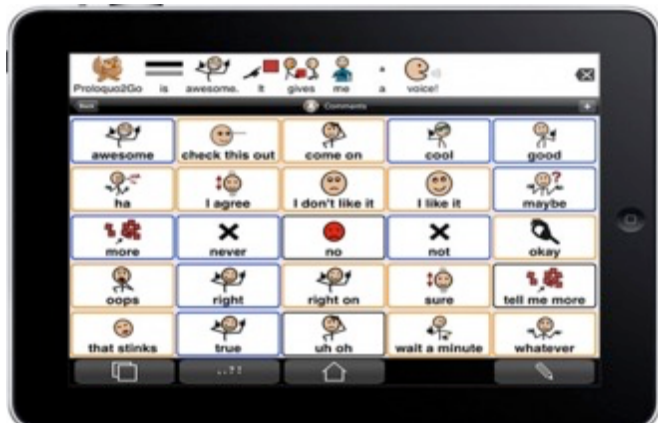 Proloquo2Go is awesome. It gives me a voice!
Back Comments +
awesome check this out come on cool good
ha I agree I don't like it I like it maybe
more never no not okay
oops right right on sure tell me more
that stinks true uh oh wait a minute whatever
..?!